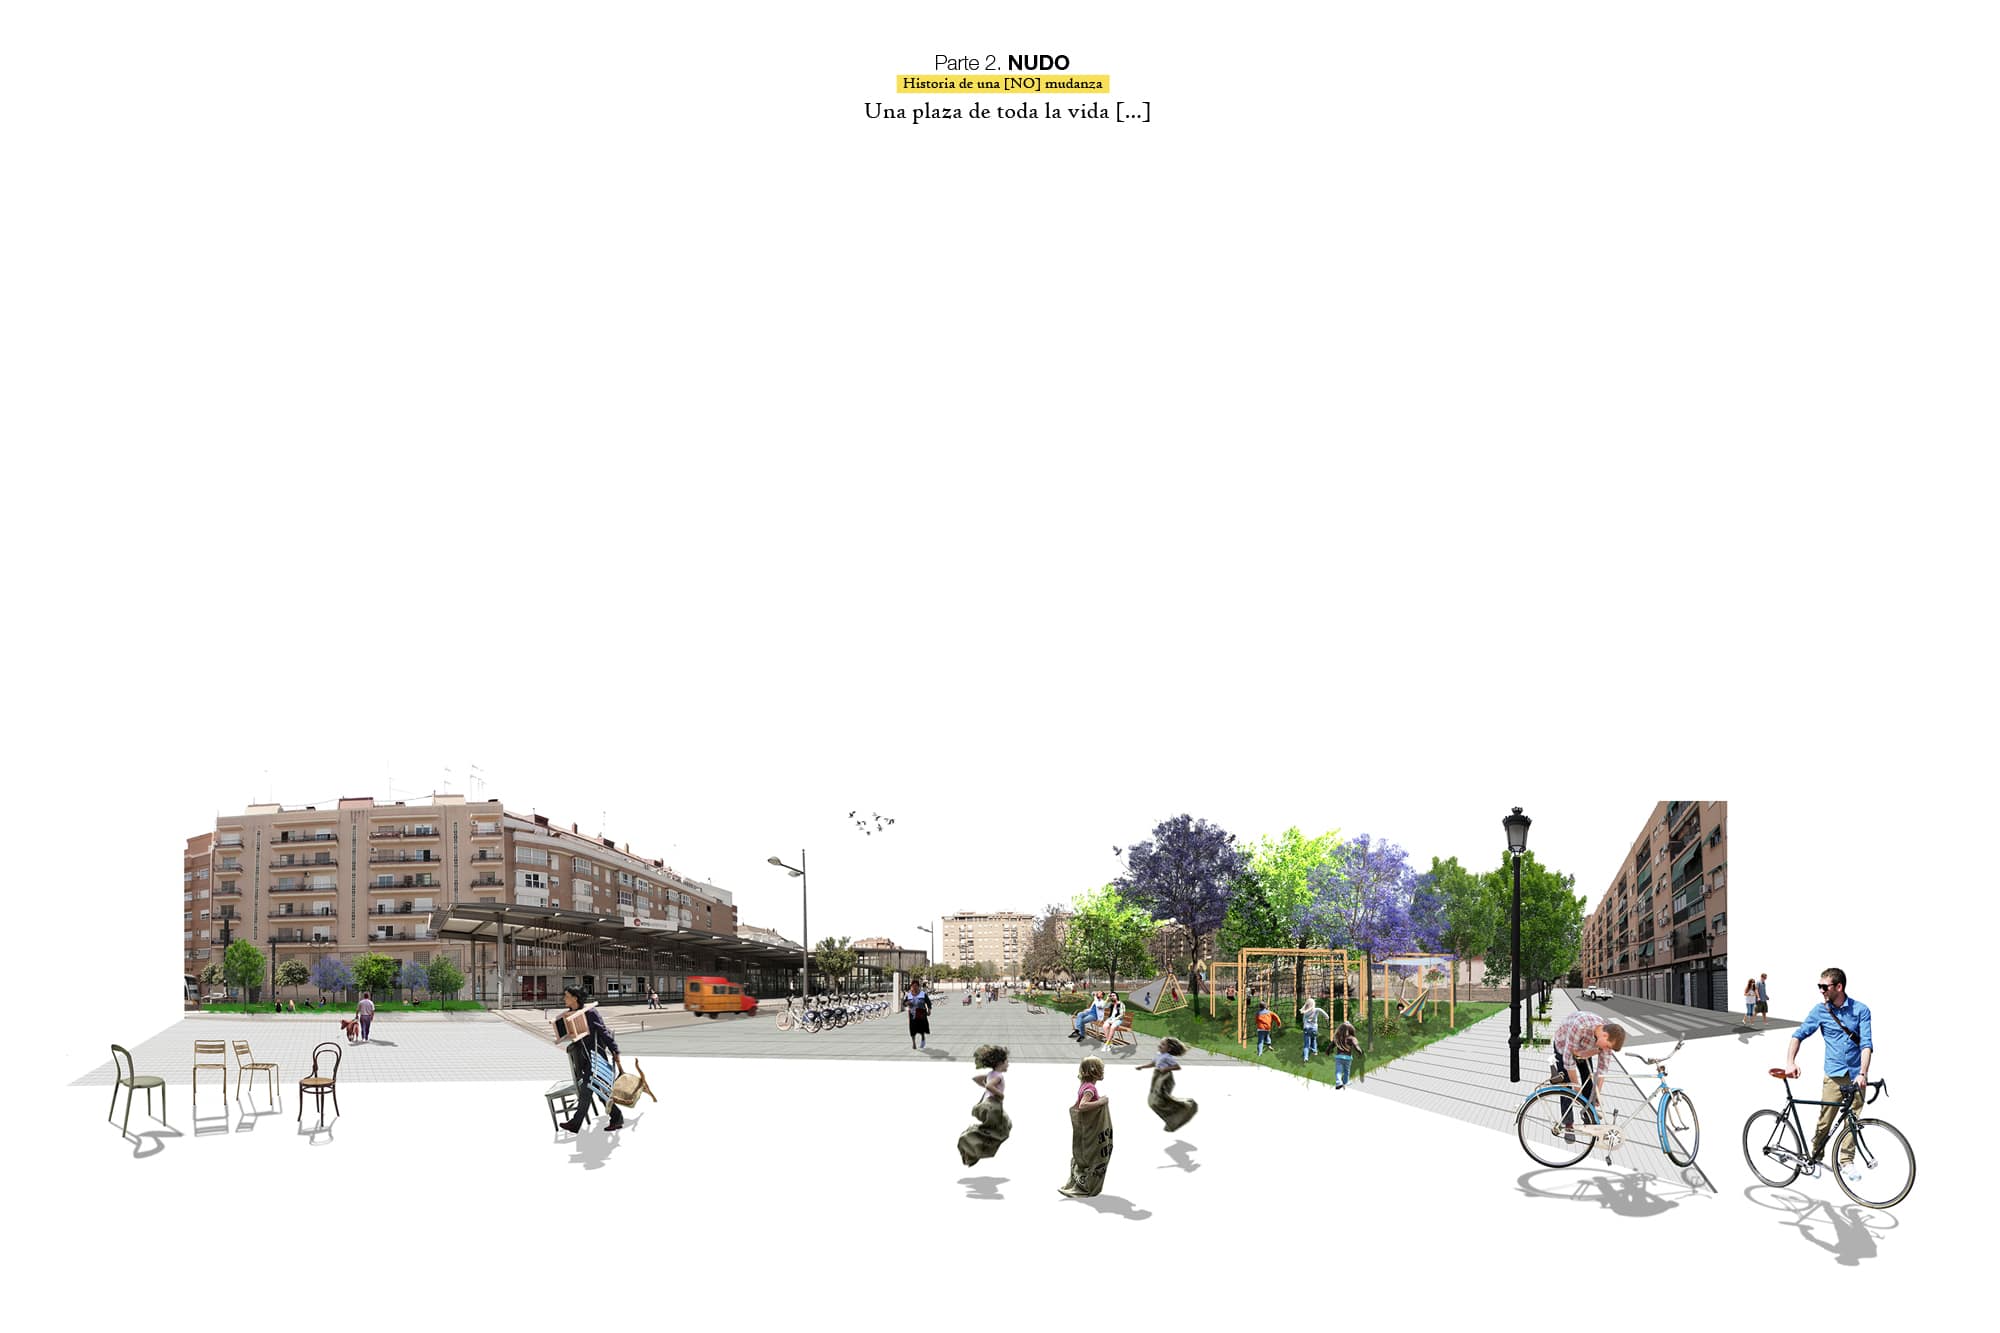 Parte 2. NUDO
Historia de una [NO] mudanza
Una plaza de toda la vida [...]